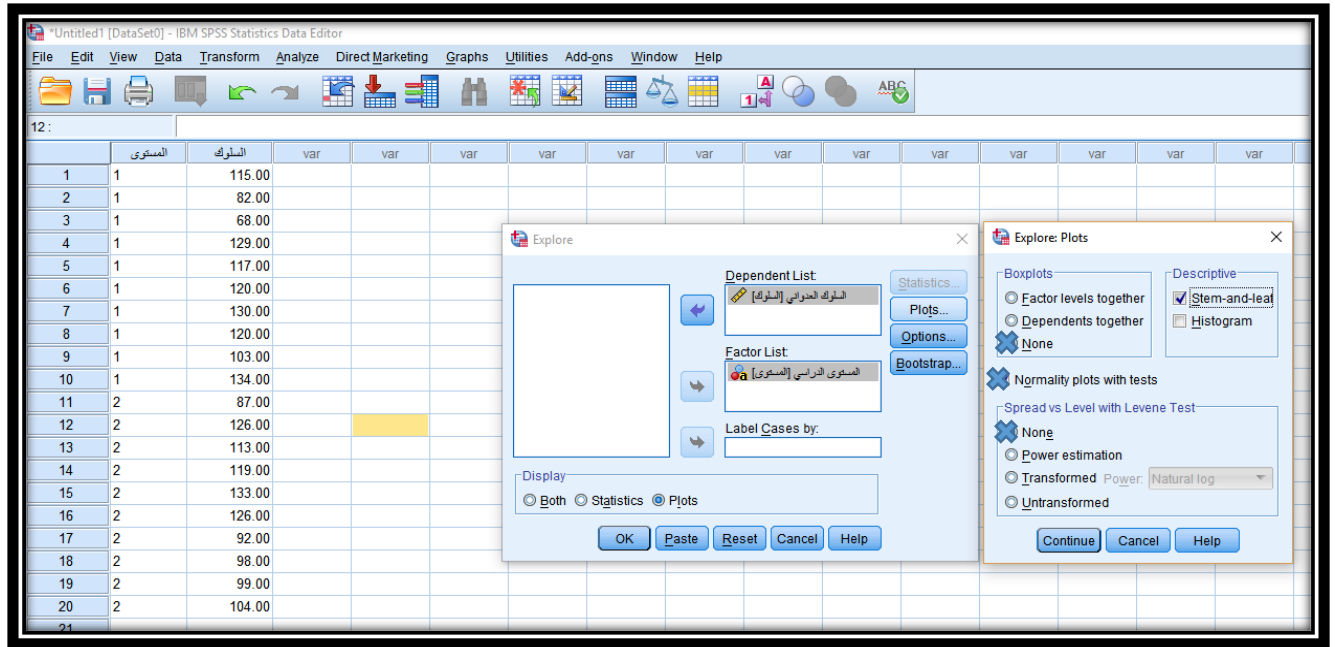 *Untitled1 [DataSet0] - IBM SPSS Statistics Data Editor
File Edit View Data Transform Analyze Direct Marketing Graphs Utilities Add-ons Window Help
A
1
ABC
12 :
المستوى السلوك var var var var var var var var var var var var var
1 1 115.00
2 1 82.00
3 1 68.00
4 1 129.00
5 1 117.00
6 1 120.00
7 1 130.00
8 1 120.00
9 1 103.00
10 1 134.00
11 2 87.00
12 2 126.00
13 2 113.00
14 2 119.00
15 2 133.00
16 2 126.00
17 2 92.00
18 2 98.00
19 2 99.00
20 2 104.00
21
Explore
Dependent List:
السلوك العدواني [السلوك]
Factor List:
المستوى الدراسي [المستوى]
a
Label Cases by:
Statistics...
Plots...
Options...
Bootstrap...
Display
Both Statistics Plots
OK Paste Reset Cancel Help
Explore: Plots
Boxplots
Factor levels together
Dependents together
None
Descriptive
Stem-and-leaf
Histogram
Normality plots with tests
Spread vs Level with Levene Test
None
Power estimation
Transformed Power: Natural log
Untransformed
Continue Cancel Help